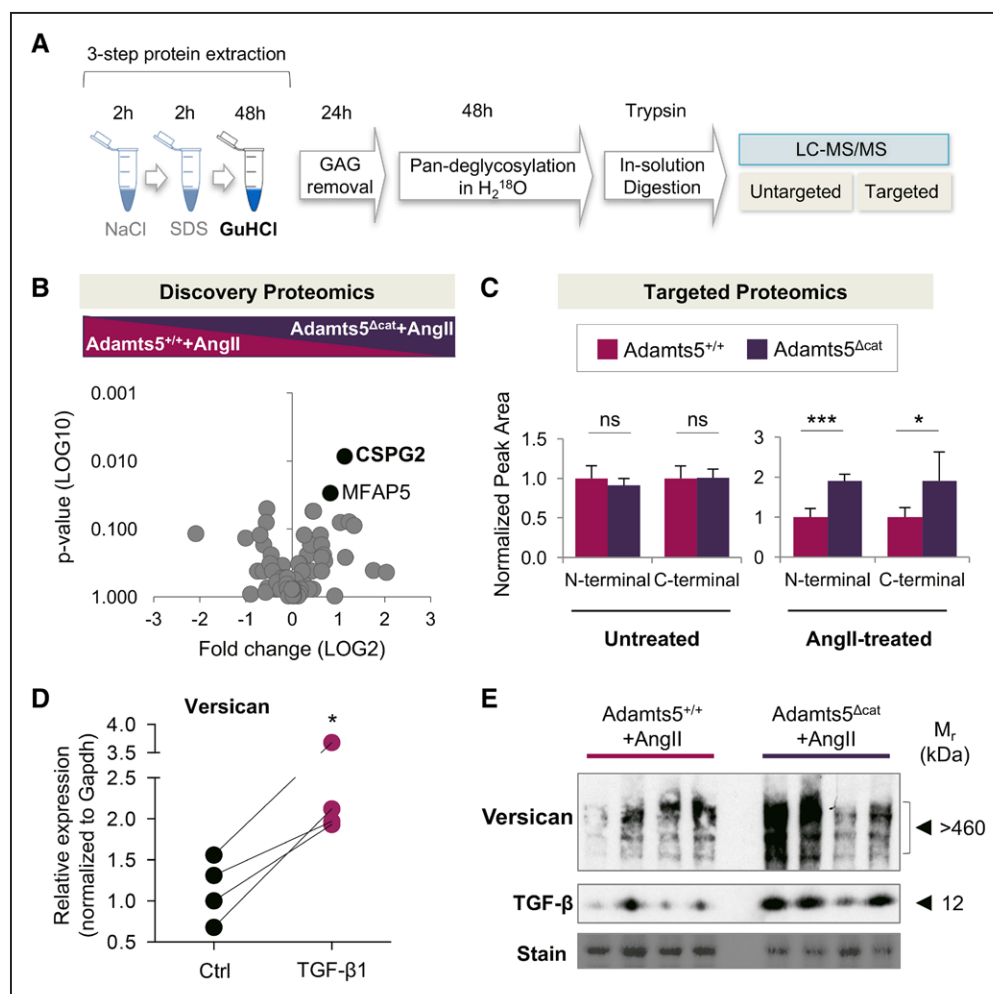 A
3-step protein extraction
2h 2h 48h 24h 48h Trypsin
GAG removal
Pan-deglycosylation in H₂¹⁸O
In-solution Digestion
LC-MS/MS
Untargeted Targeted
NaCl SDS GuHCl
B
Discovery Proteomics
Adamts5Δcat+AngII
Adamts5+/++AngII
p-value (LOG10)
0.001
0.010
0.100
1.000
CSPG2
MFAP5
-3 -2 -1 0 1 2 3
Fold change (LOG2)
C
Targeted Proteomics
Adamts5+/+ Adamts5Δcat
Normalized Peak Area
ns ns
1.5
1.0
0.5
0.0
N-terminal C-terminal
Untreated
*** *
3
2
1
0
N-terminal C-terminal
AngII-treated
D
Versican
Relative expression
(normalized to Gapdh)
*
4.0
3.5
2.5
2.0
1.5
1.0
0.5
Ctrl TGF-β1
E
Adamts5+/+
+AngII
Adamts5Δcat
+AngII
Mr
(kDa)
Versican
>460
TGF-β
12
Stain